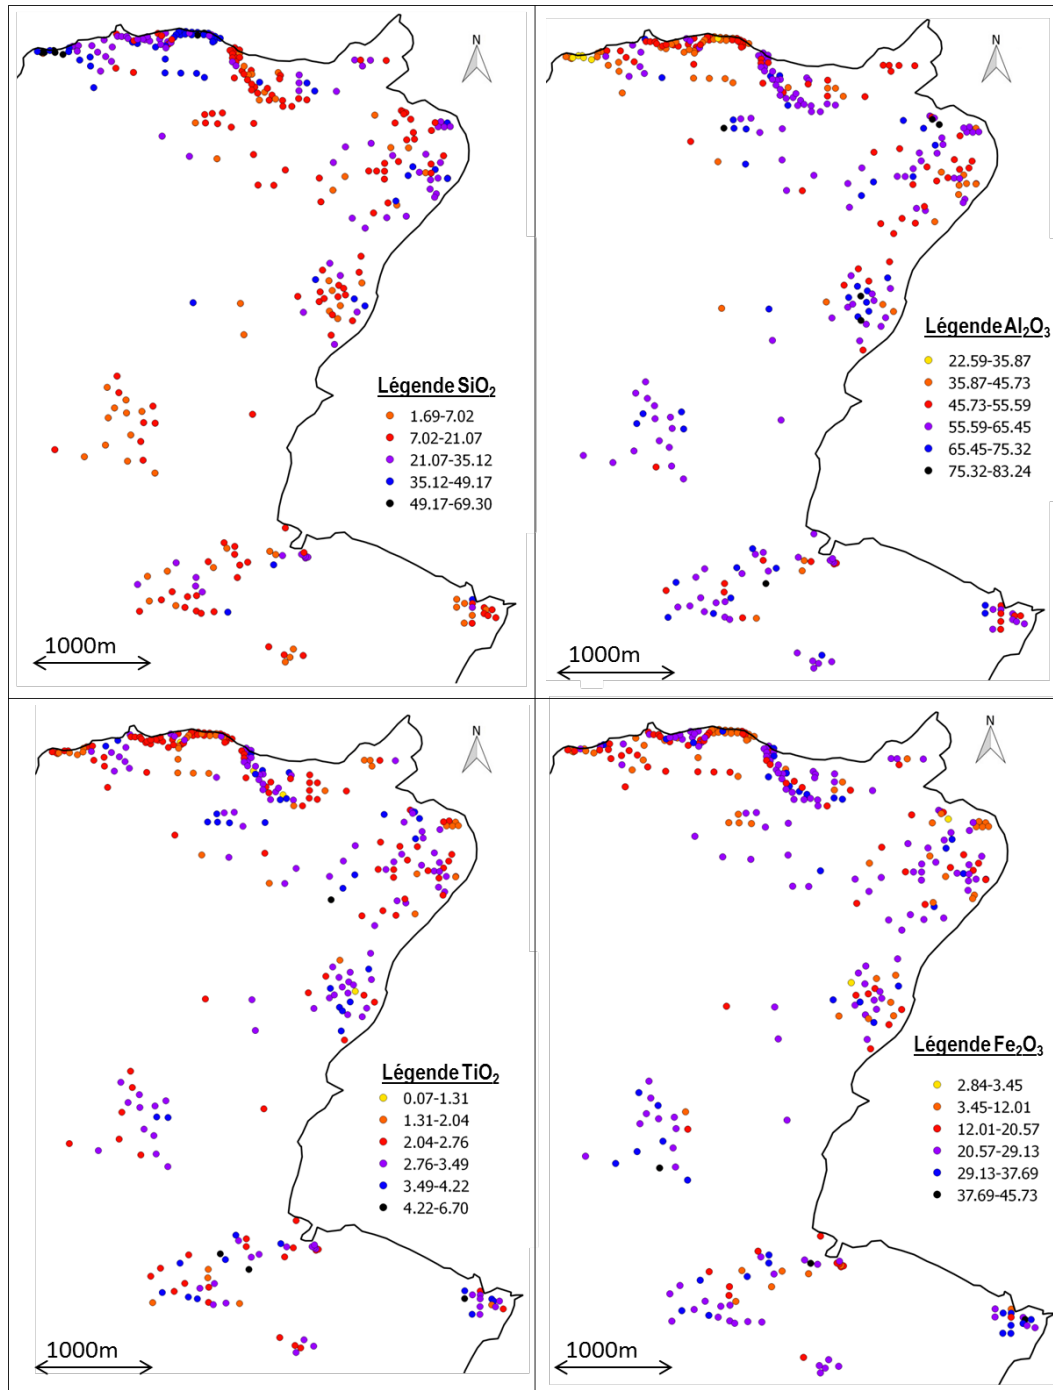 N
Légende SiO₂
1.69-7.02
7.02-21.07
21.07-35.12
35.12-49.17
49.17-69.30
1000m
N
Légende Al₂O₃
22.59-35.87
35.87-45.73
45.73-55.59
55.59-65.45
65.45-75.32
75.32-83.24
1000m
N
Légende TiO₂
0.07-1.31
1.31-2.04
2.04-2.76
2.76-3.49
3.49-4.22
4.22-6.70
1000m
N
Légende Fe₂O₃
2.84-3.45
3.45-12.01
12.01-20.57
20.57-29.13
29.13-37.69
37.69-45.73
1000m